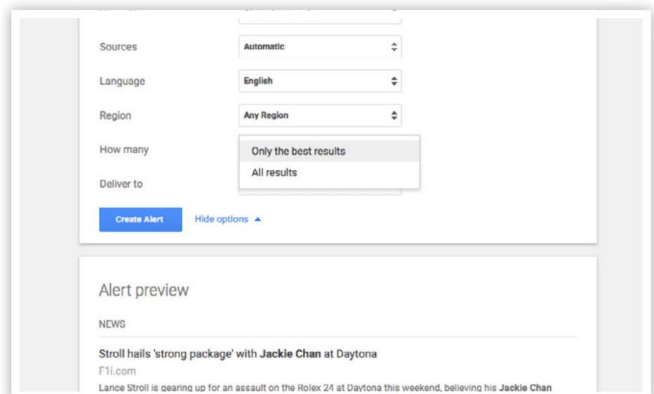 Sources Automatic
Language English
Region Any Region
How many Only the best results
All results
Deliver to
Create Alert Hide options
Alert preview
NEWS
Stroll hails 'strong package' with Jackie Chan at Daytona
F1i.com
Lance Stroll is gearing up for an assault on the Rolex 24 at Daytona this weekend, believing his Jackie Chan